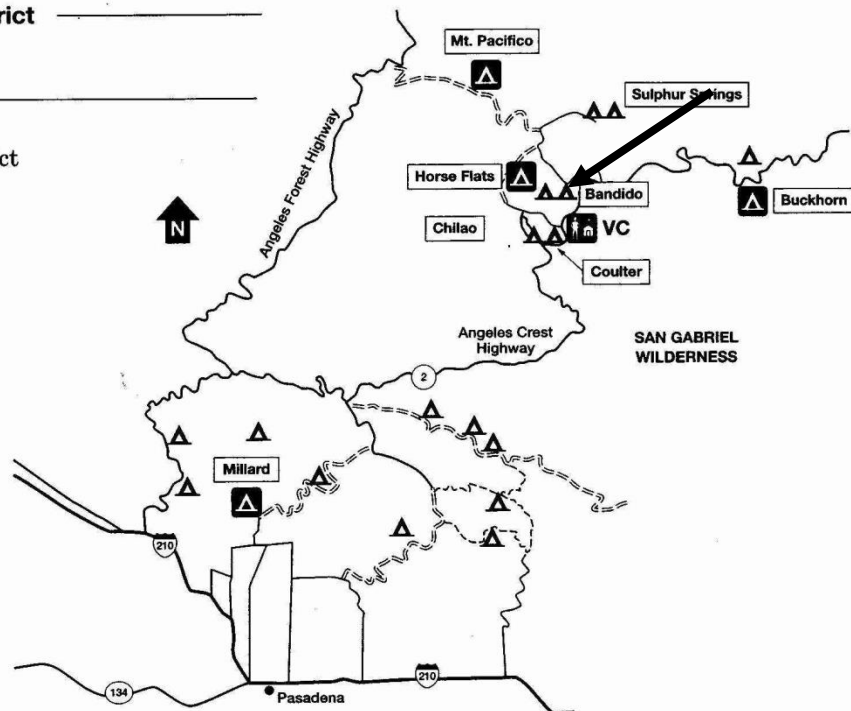 rict
Mt. Pacifico
Sulphur Springs
ct
Angeles Forest Highway
Horse Flats
Bandido
Buckhorn
N
Chilao
VC
Coulter
Angeles Crest
Highway
SAN GABRIEL
WILDERNESS
2
Millard
210
210
134
Pasadena